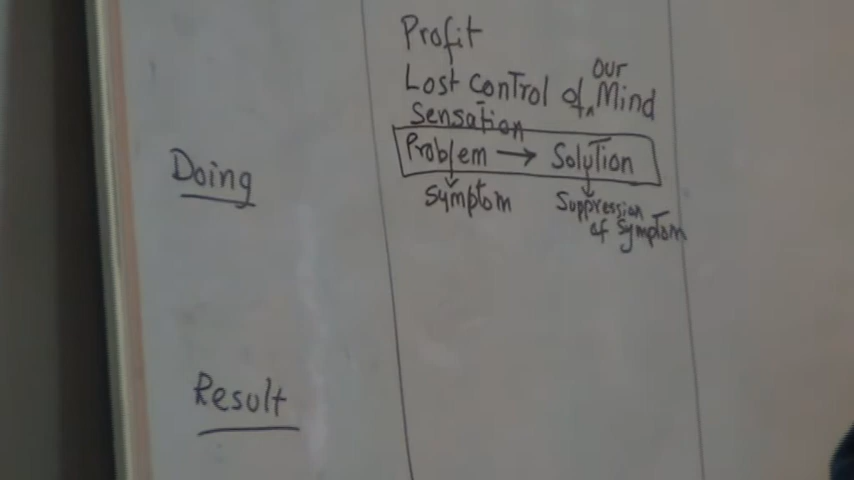 Profit
Lost control of our Mind
Sensation
Problem → Solution
Symptom
Suppression of Symptom
Doing
Result